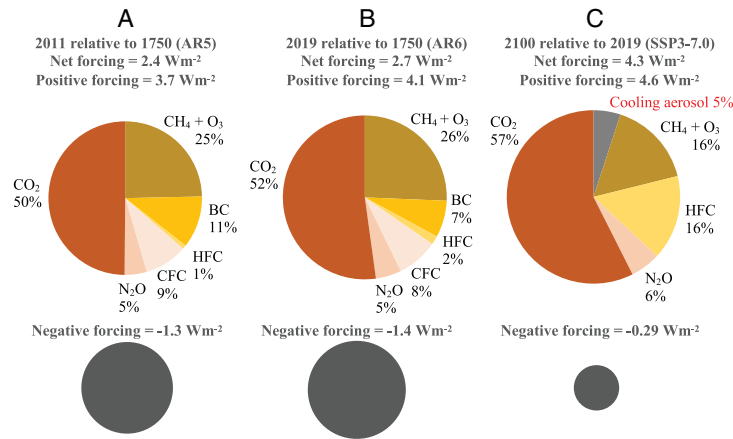 A
2011 relative to 1750 (AR5)
Net forcing = 2.4 Wm⁻²
Positive forcing = 3.7 Wm⁻²
CH₄ + O₃
25%
CO₂
50%
BC
11%
HFC
1%
CFC
9%
N₂O
5%
Negative forcing = -1.3 Wm⁻²
B
2019 relative to 1750 (AR6)
Net forcing = 2.7 Wm⁻²
Positive forcing = 4.1 Wm⁻²
CH₄ + O₃
26%
CO₂
52%
BC
7%
HFC
2%
CFC
8%
N₂O
5%
Negative forcing = -1.4 Wm⁻²
C
2100 relative to 2019 (SSP3-7.0)
Net forcing = 4.3 Wm⁻²
Positive forcing = 4.6 Wm⁻²
Cooling aerosol 5%
CO₂
57%
CH₄ + O₃
16%
HFC
16%
N₂O
6%
Negative forcing = -0.29 Wm⁻²